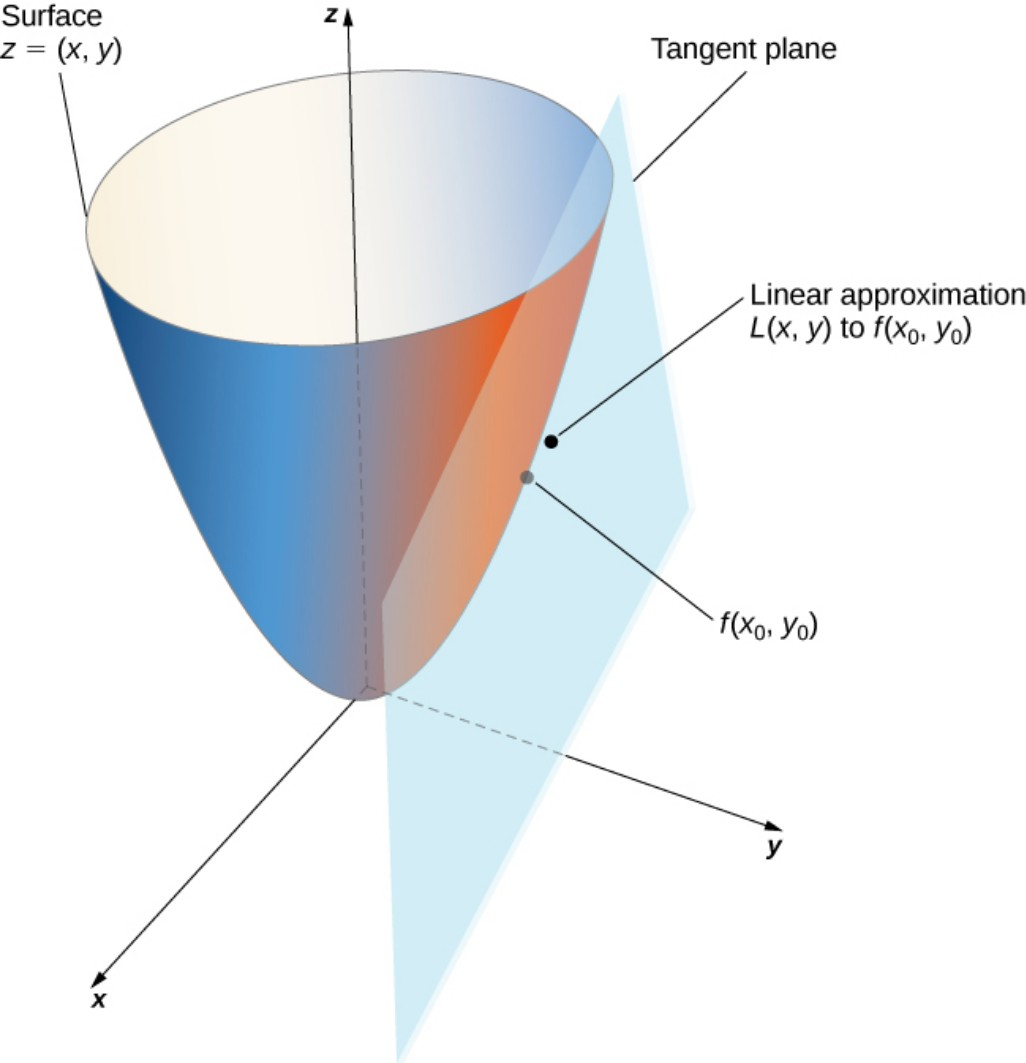 Surface
z = (x, y)
z
Tangent plane
Linear approximation
L(x, y) to f(x₀, y₀)
f(x₀, y₀)
y
x